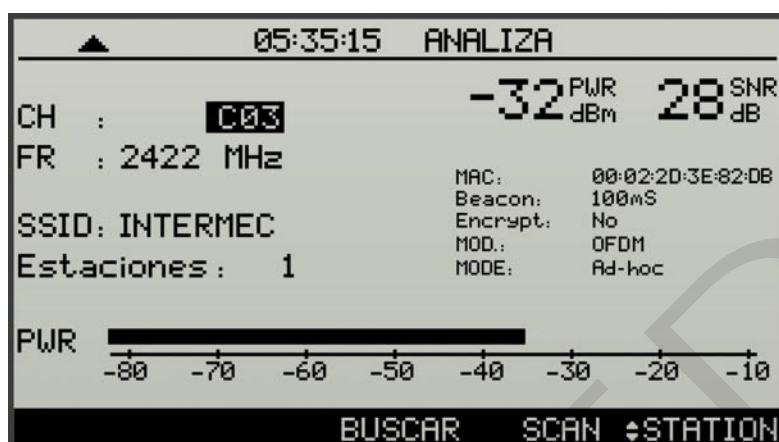 05:35:15 ANALIZA
-32 PWR dBm 28 SNR dB
CH : C03
FR : 2422 MHz
MAC: 00:02:2D:3E:82:DB
Beacon: 100mS
SSID: INTERMEC
Encrypt: No
MOD.: OFDM
Estaciones: 1
MODE: Ad-hoc
PWR
-80 -70 -60 -50 -40 -30 -20 -10
BUSCAR SCAN STATION